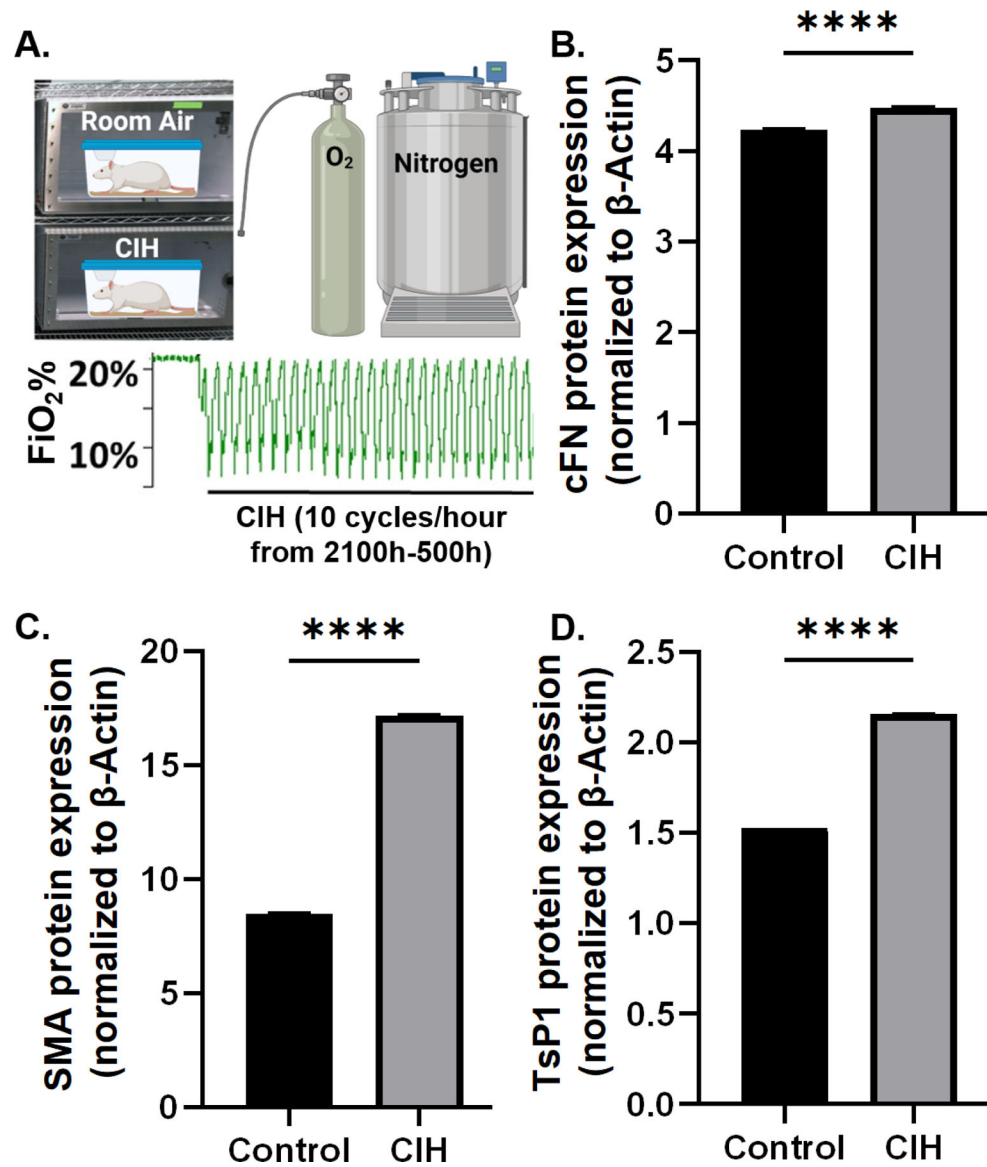 A.
Room Air
CIH
O₂
Nitrogen
FiO₂%
20%
10%
CIH (10 cycles/hour
from 2100h-500h)
B.
****
cFN protein expression
(normalized to β-Actin)
5
4
3
2
1
0
Control
CIH
C.
****
SMA protein expression
(normalized to β-Actin)
20
15
10
5
0
Control
CIH
D.
****
TsP1 protein expression
(normalized to β-Actin)
2.5
2.0
1.5
1.0
0.5
0.0
Control
CIH